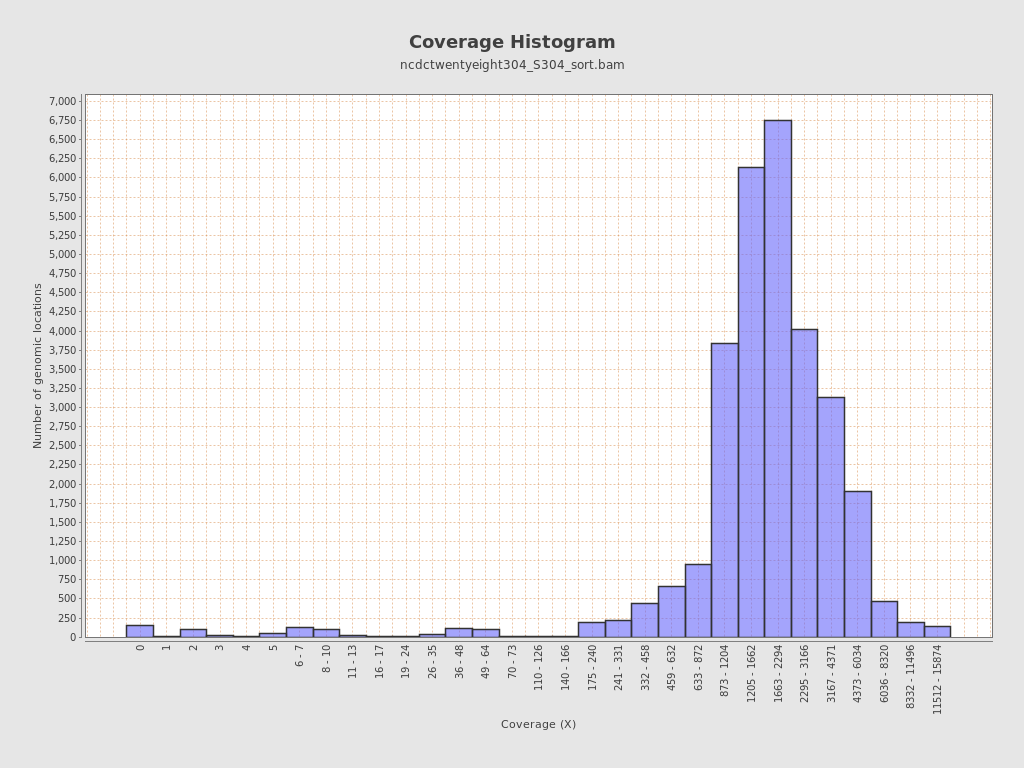 Coverage Histogram
ncdctwentyeight304_S304_sort.bam
Number of genomic locations
7,000
6,750
6,500
6,250
6,000
5,750
5,500
5,250
5,000
4,750
4,500
4,250
4,000
3,750
3,500
3,250
3,000
2,750
2,500
2,250
2,000
1,750
1,500
1,250
1,000
750
500
250
0
0
1
2
3
4
5
6 - 7
8 - 10
11 - 13
16 - 17
19 - 24
26 - 35
36 - 48
49 - 64
70 - 73
110 - 126
140 - 166
175 - 240
241 - 331
332 - 458
459 - 632
633 - 872
873 - 1204
1205 - 1662
1663 - 2294
2295 - 3166
3167 - 4371
4373 - 6034
6036 - 8320
8332 - 11496
11512 - 15874
Coverage (X)